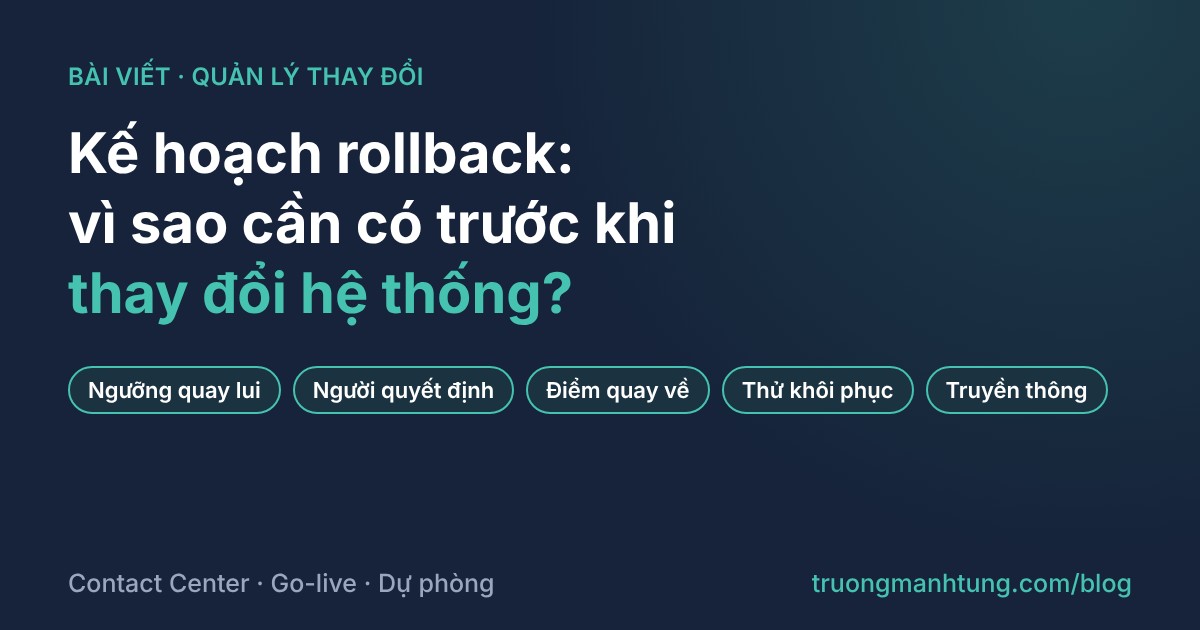 BÀI VIẾT · QUẢN LÝ THAY ĐỔI
Kế hoạch rollback:
vì sao cần có trước khi
thay đổi hệ thống?
Ngưỡng quay lui
Người quyết định
Điểm quay về
Thử khôi phục
Truyền thông
Contact Center · Go-live · Dự phòng
truongmanhtung.com/blog